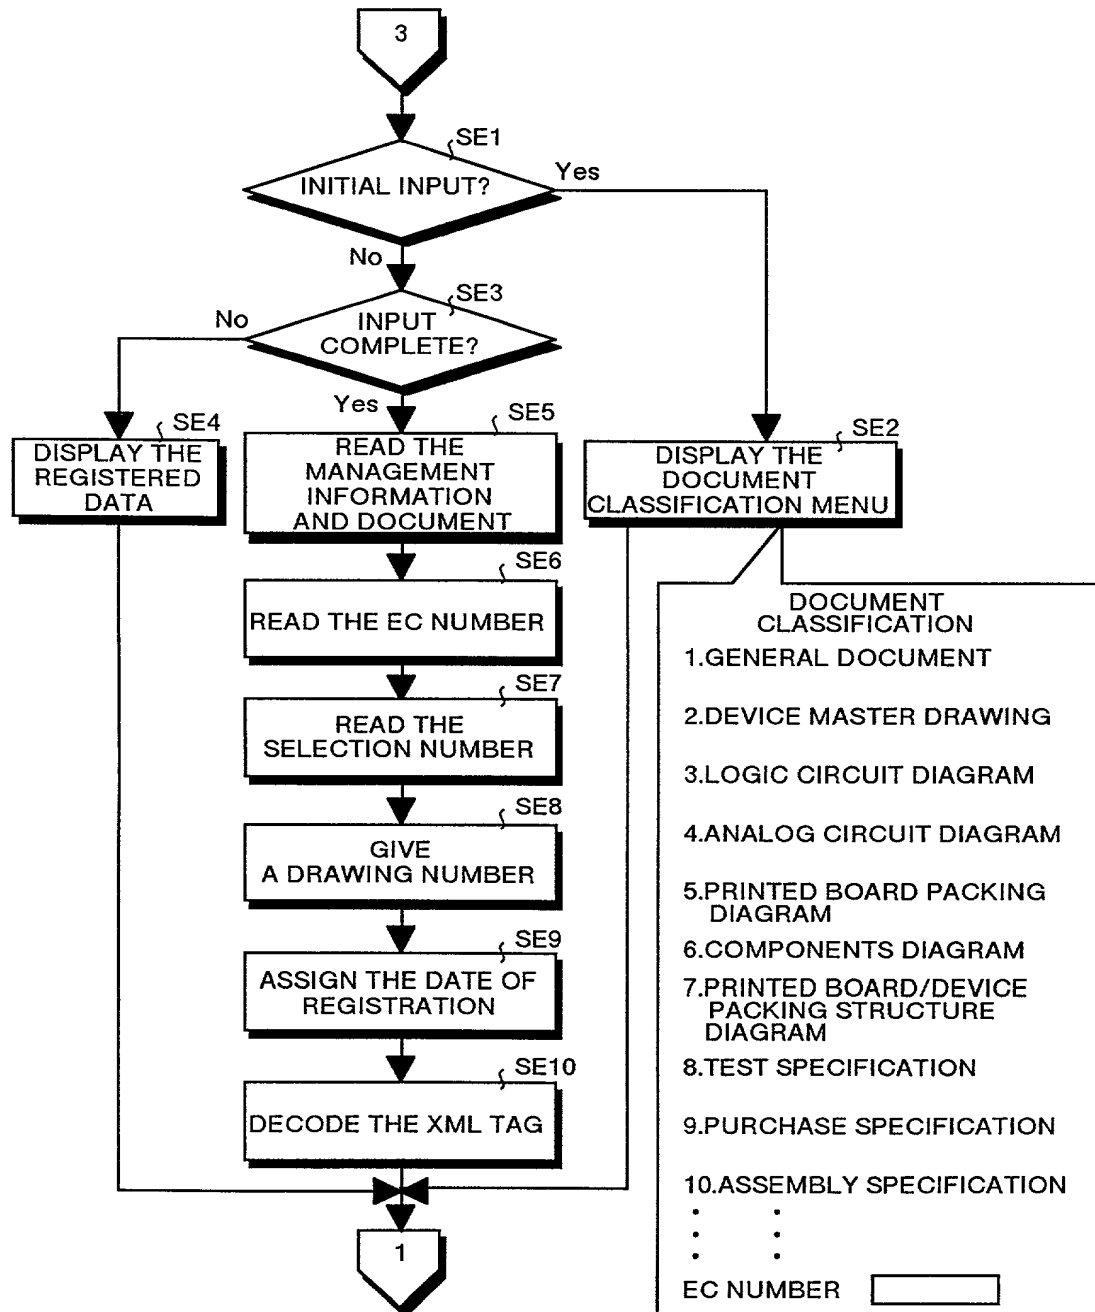 3
SE1
INITIAL INPUT?
Yes
No
SE3
INPUT
COMPLETE?
No
Yes
SE4
DISPLAY THE
REGISTERED
DATA
SE5
READ THE
MANAGEMENT
INFORMATION
AND DOCUMENT
SE2
DISPLAY THE
DOCUMENT
CLASSIFICATION MENU
SE6
READ THE EC NUMBER
SE7
READ THE
SELECTION NUMBER
SE8
GIVE
A DRAWING NUMBER
SE9
ASSIGN THE DATE OF
REGISTRATION
SE10
DECODE THE XML TAG
1
DOCUMENT
CLASSIFICATION
1.GENERAL DOCUMENT
2.DEVICE MASTER DRAWING
3.LOGIC CIRCUIT DIAGRAM
4.ANALOG CIRCUIT DIAGRAM
5.PRINTED BOARD PACKING
DIAGRAM
6.COMPONENTS DIAGRAM
7.PRINTED BOARD/DEVICE
PACKING STRUCTURE
DIAGRAM
8.TEST SPECIFICATION
9.PURCHASE SPECIFICATION
10.ASSEMBLY SPECIFICATION
EC NUMBER